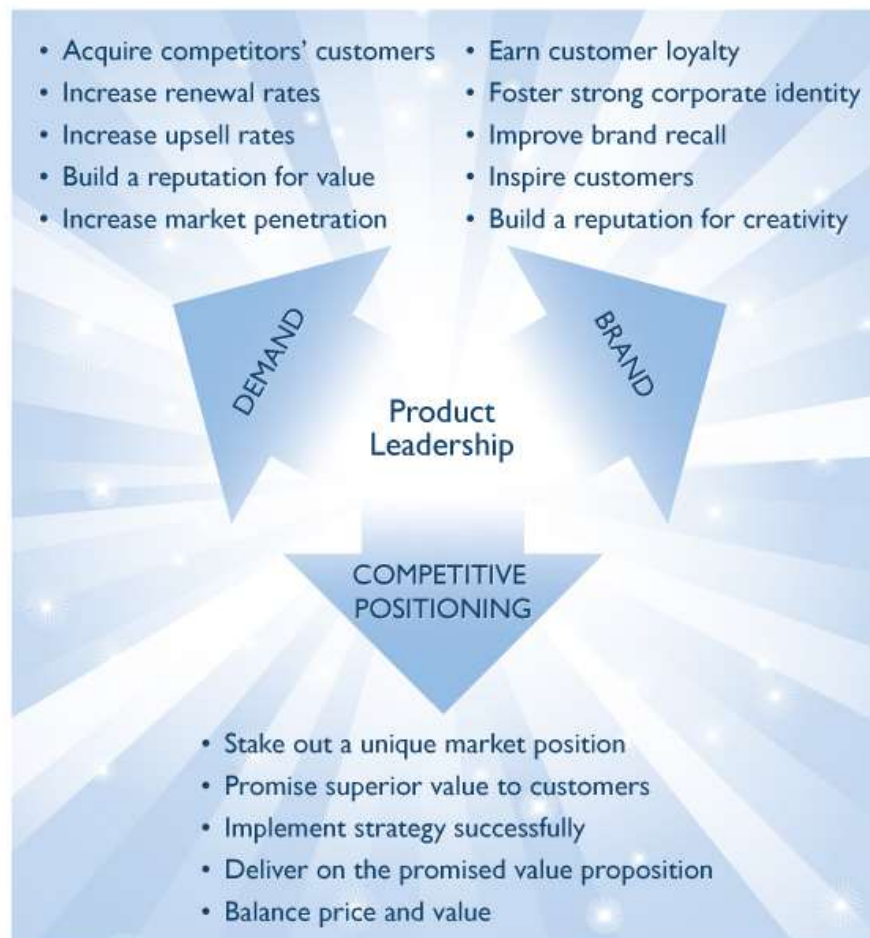 • Acquire competitors’ customers
• Increase renewal rates
• Increase upsell rates
• Build a reputation for value
• Increase market penetration
• Earn customer loyalty
• Foster strong corporate identity
• Improve brand recall
• Inspire customers
• Build a reputation for creativity
DEMAND
BRAND
Product
Leadership
COMPETITIVE
POSITIONING
• Stake out a unique market position
• Promise superior value to customers
• Implement strategy successfully
• Deliver on the promised value proposition
• Balance price and value